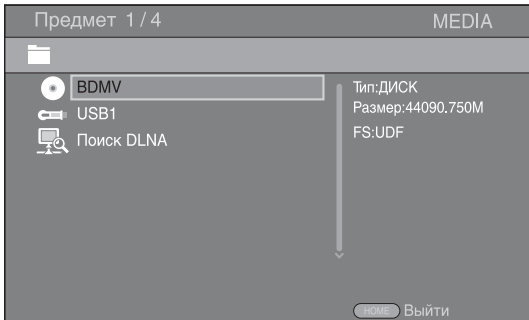 Предмет 1/4 MEDIA
BDMV
USB1
Поиск DLNA
Тип:ДИСК
Размер:44090.750M
FS:UDF
HOME Выйти